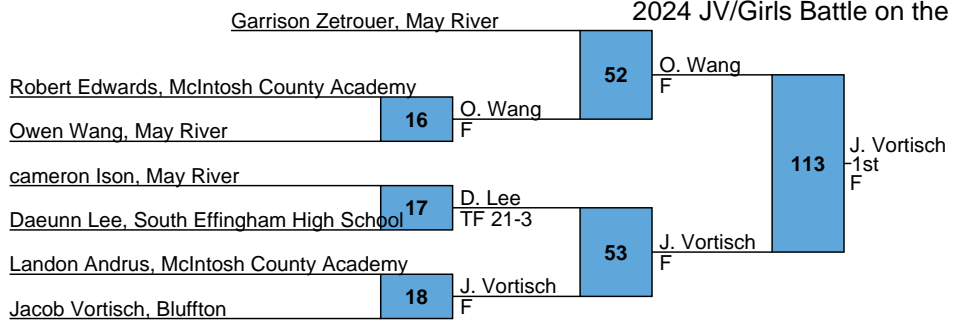 2024 JV/Girls Battle on the
Garrison Zetrouer, May River
52
O. Wang
F
Robert Edwards, McIntosh County Academy
16
O. Wang
F
Owen Wang, May River
113
J. Vortisch
1st
F
cameron Ison, May River
17
D. Lee
TF 21-3
Daeunn Lee, South Effingham High School
53
J. Vortisch
F
Landon Andrus, McIntosh County Academy
18
J. Vortisch
F
Jacob Vortisch, Bluffton